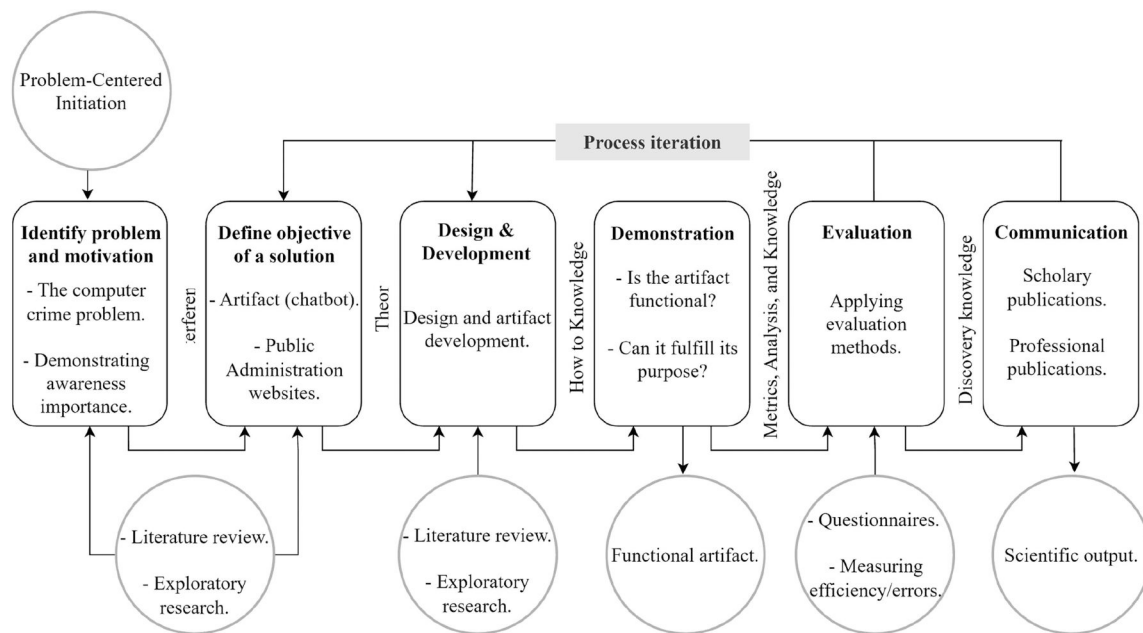 Problem-Centered
Initiation
Process iteration
Identify problem
and motivation
- The computer
crime problem.
- Demonstrating
awareness
importance.
Define objective
of a solution
- Artifact (chatbot).
- Public
Administration
websites.
Theor
Design &
Development
Design and artifact
development.
How to Knowledge
Demonstration
- Is the artifact
functional?
- Can it fulfill its
purpose?
Metrics, Analysis, and Knowledge
Evaluation
Applying
evaluation
methods.
Discovery knowledge
Communication
Scholary
publications.
Professional
publications.
- Literature review.
- Exploratory
research.
- Literature review.
- Exploratory
research.
Functional artifact.
- Questionnaires.
- Measuring
efficiency/errors.
Scientific output.